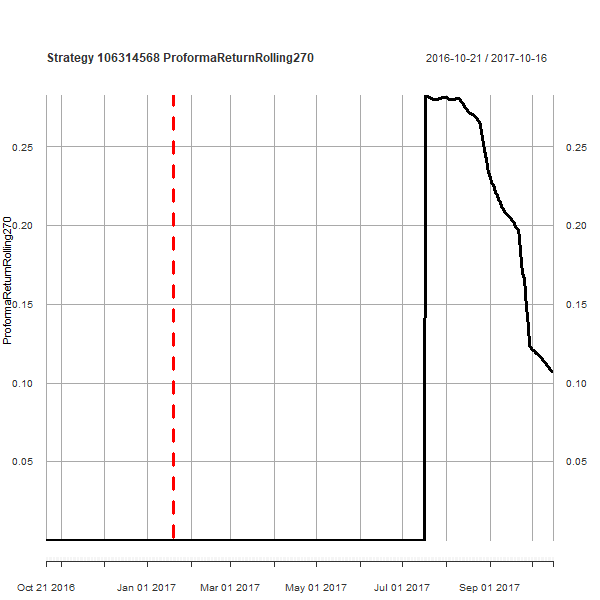 Strategy 106314568 ProformaReturnRolling270
2016-10-21 / 2017-10-16
ProformaReturnRolling270
0.25
0.20
0.15
0.10
0.05
0.25
0.20
0.15
0.10
0.05
Oct 21 2016
Jan 01 2017
Mar 01 2017
May 01 2017
Jul 01 2017
Sep 01 2017